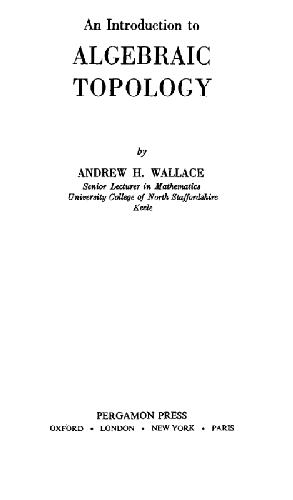 An Introduction to
ALGEBRAIC
TOPOLOGY
by
ANDREW H. WALLACE
Senior Lecturer in Mathematics
University College of North Staffordshire
Keele
PERGAMON PRESS
OXFORD • LONDON • NEW YORK • PARIS